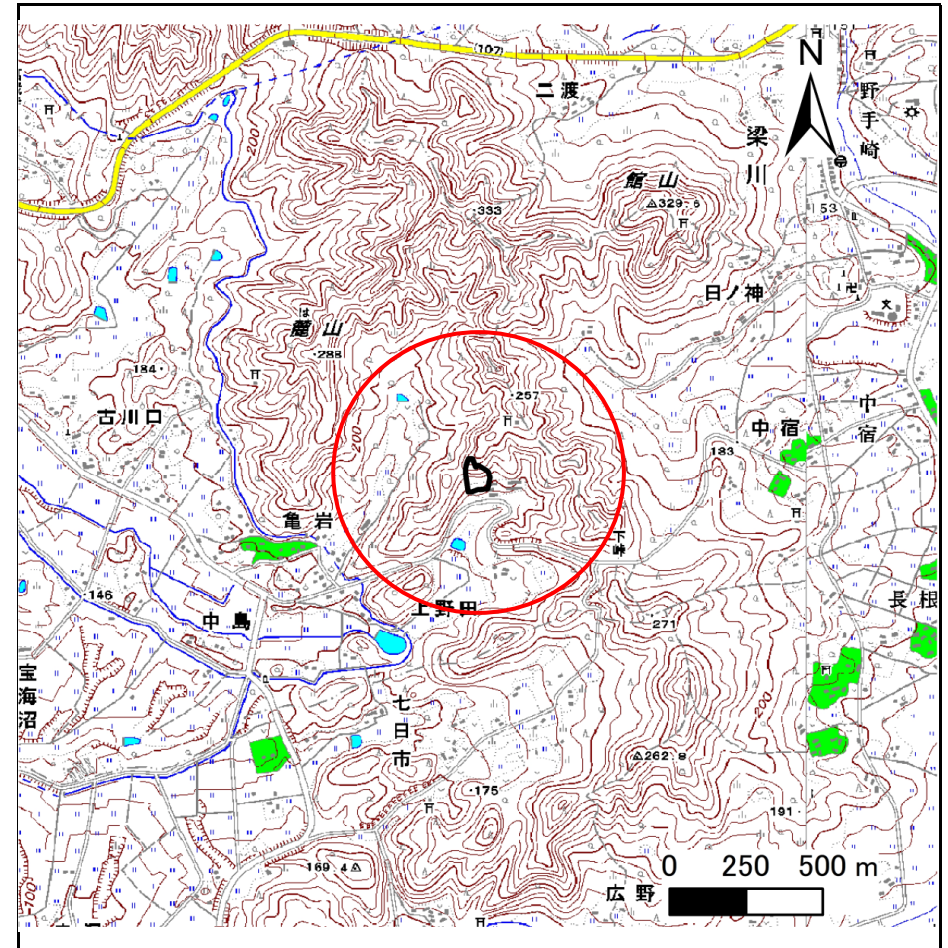 (107)
二渡
N
野手崎
梁川
200
館山
△329.6
333
153
日ノ神
は
麓山
・288
184・
古川口
・257
200
中宿
中宿
183
亀岩
下峠
146
中島
上野田
長根
271
宝海沼
七日市
200
△262.8
・175
191
169.4△
0 250 500 m
広野